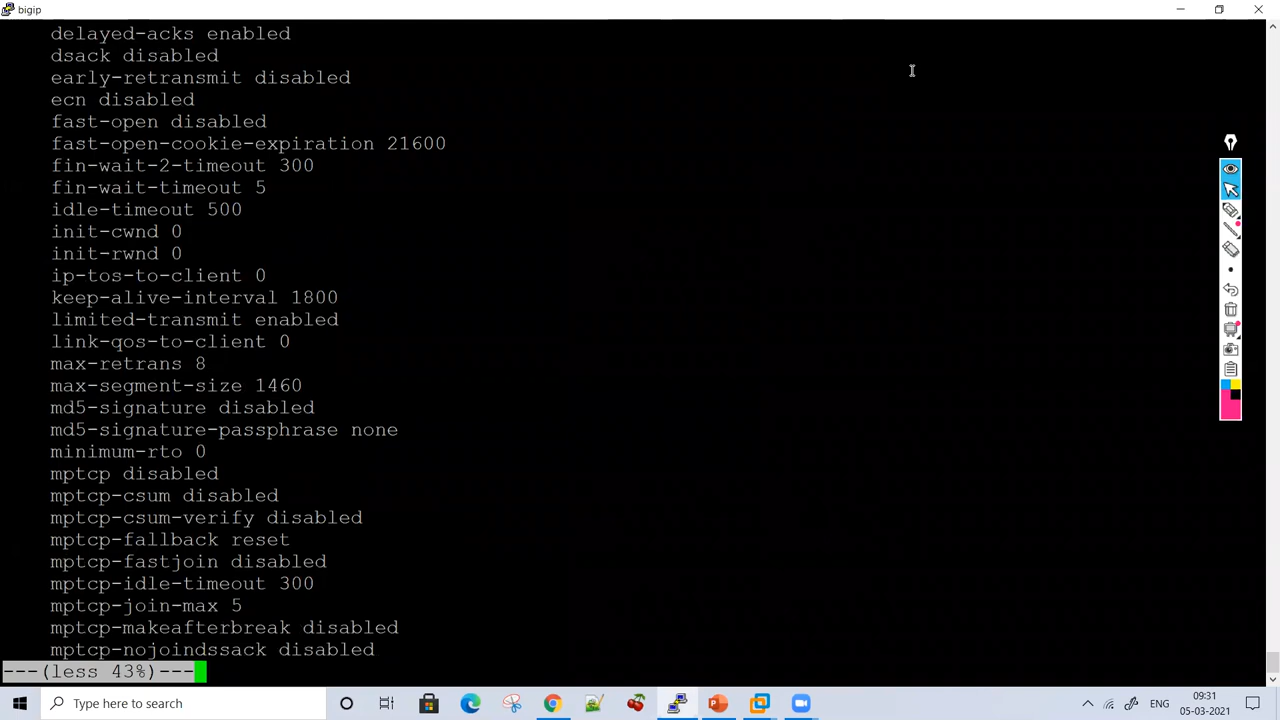 bigip
delayed-acks enabled
dsack disabled
early-retransmit disabled
ecn disabled
fast-open disabled
fast-open-cookie-expiration 21600
fin-wait-2-timeout 300
fin-wait-timeout 5
idle-timeout 500
init-cwnd 0
init-rwnd 0
ip-tos-to-client 0
keep-alive-interval 1800
limited-transmit enabled
link-qos-to-client 0
max-retrans 8
max-segment-size 1460
md5-signature disabled
md5-signature-passphrase none
minimum-rto 0
mptcp disabled
mptcp-csum disabled
mptcp-csum-verify disabled
mptcp-fallback reset
mptcp-fastjoin disabled
mptcp-idle-timeout 300
mptcp-join-max 5
mptcp-makeafterbreak disabled
mptcp-nojoindssack disabled
---(less 43%)---
Type here to search
ENG
09:31
05-03-2021